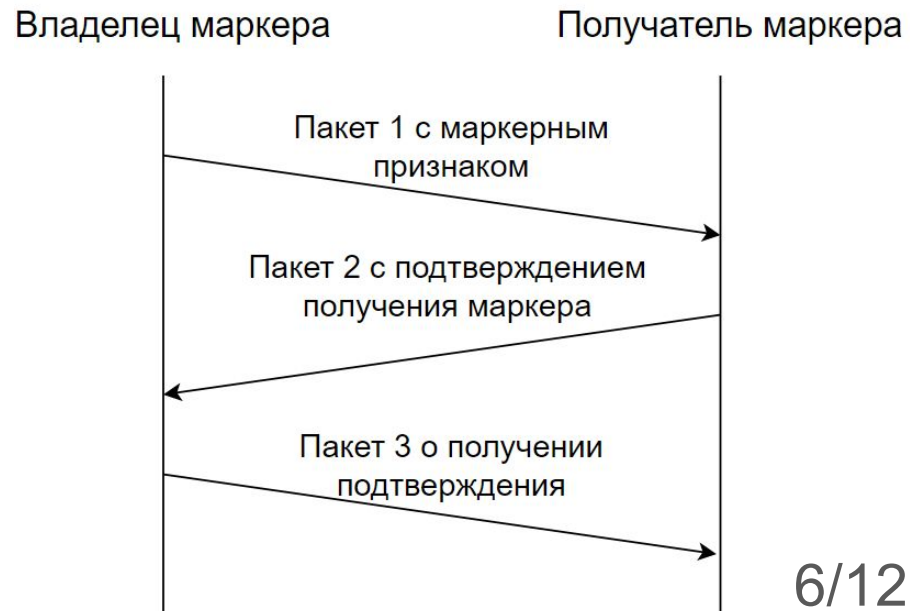 Владелец маркера
Получатель маркера
Пакет 1 с маркерным
признаком
Пакет 2 с подтверждением
получения маркера
Пакет 3 о получении
подтверждения
6/12